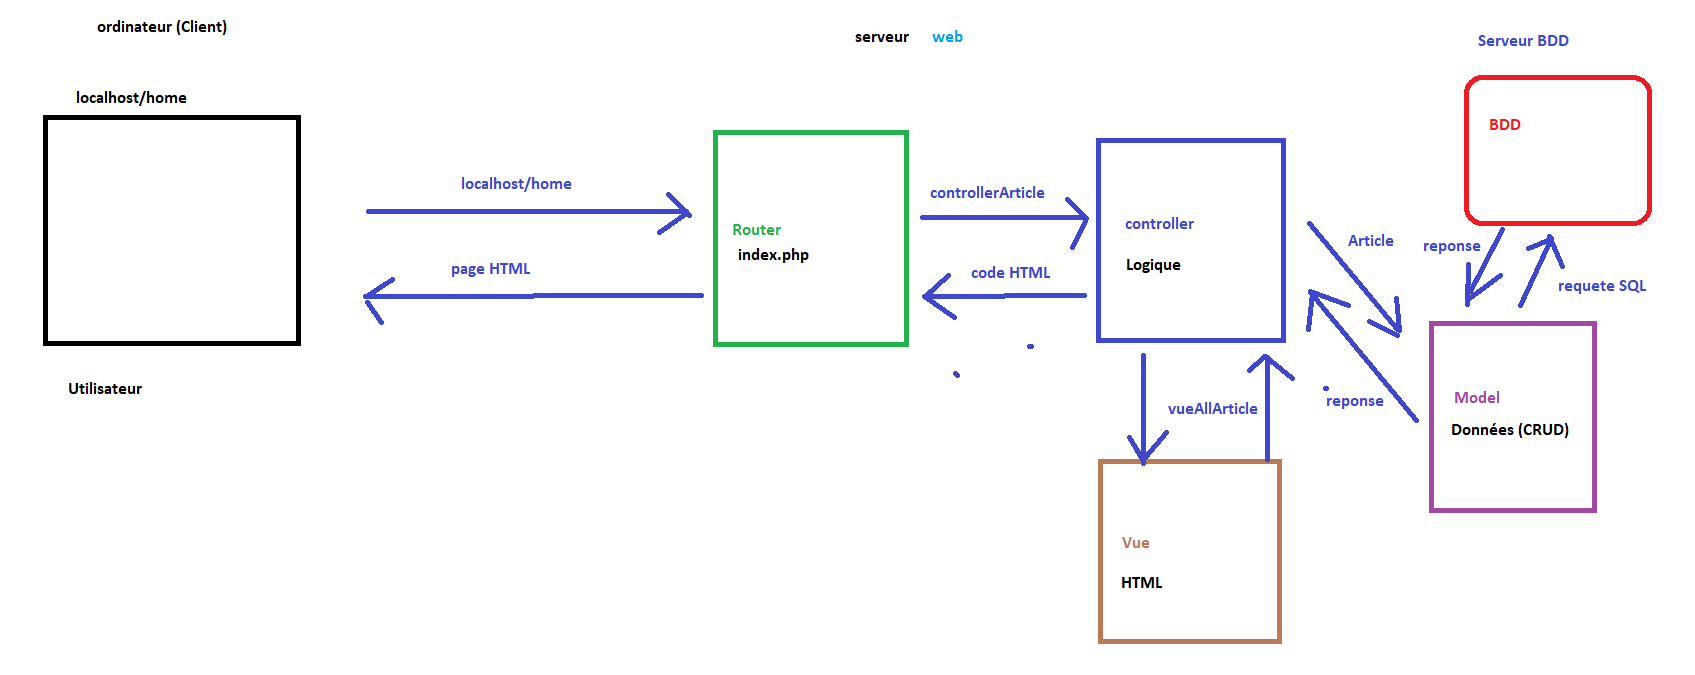 ordinateur (Client)
serveur web
Serveur BDD
localhost/home
BDD
localhost/home
controllerArticle
Router
index.php
controller
Logique
Article
reponse
requete SQL
page HTML
code HTML
Utilisateur
vueAllArticle
reponse
Model
Données (CRUD)
Vue
HTML